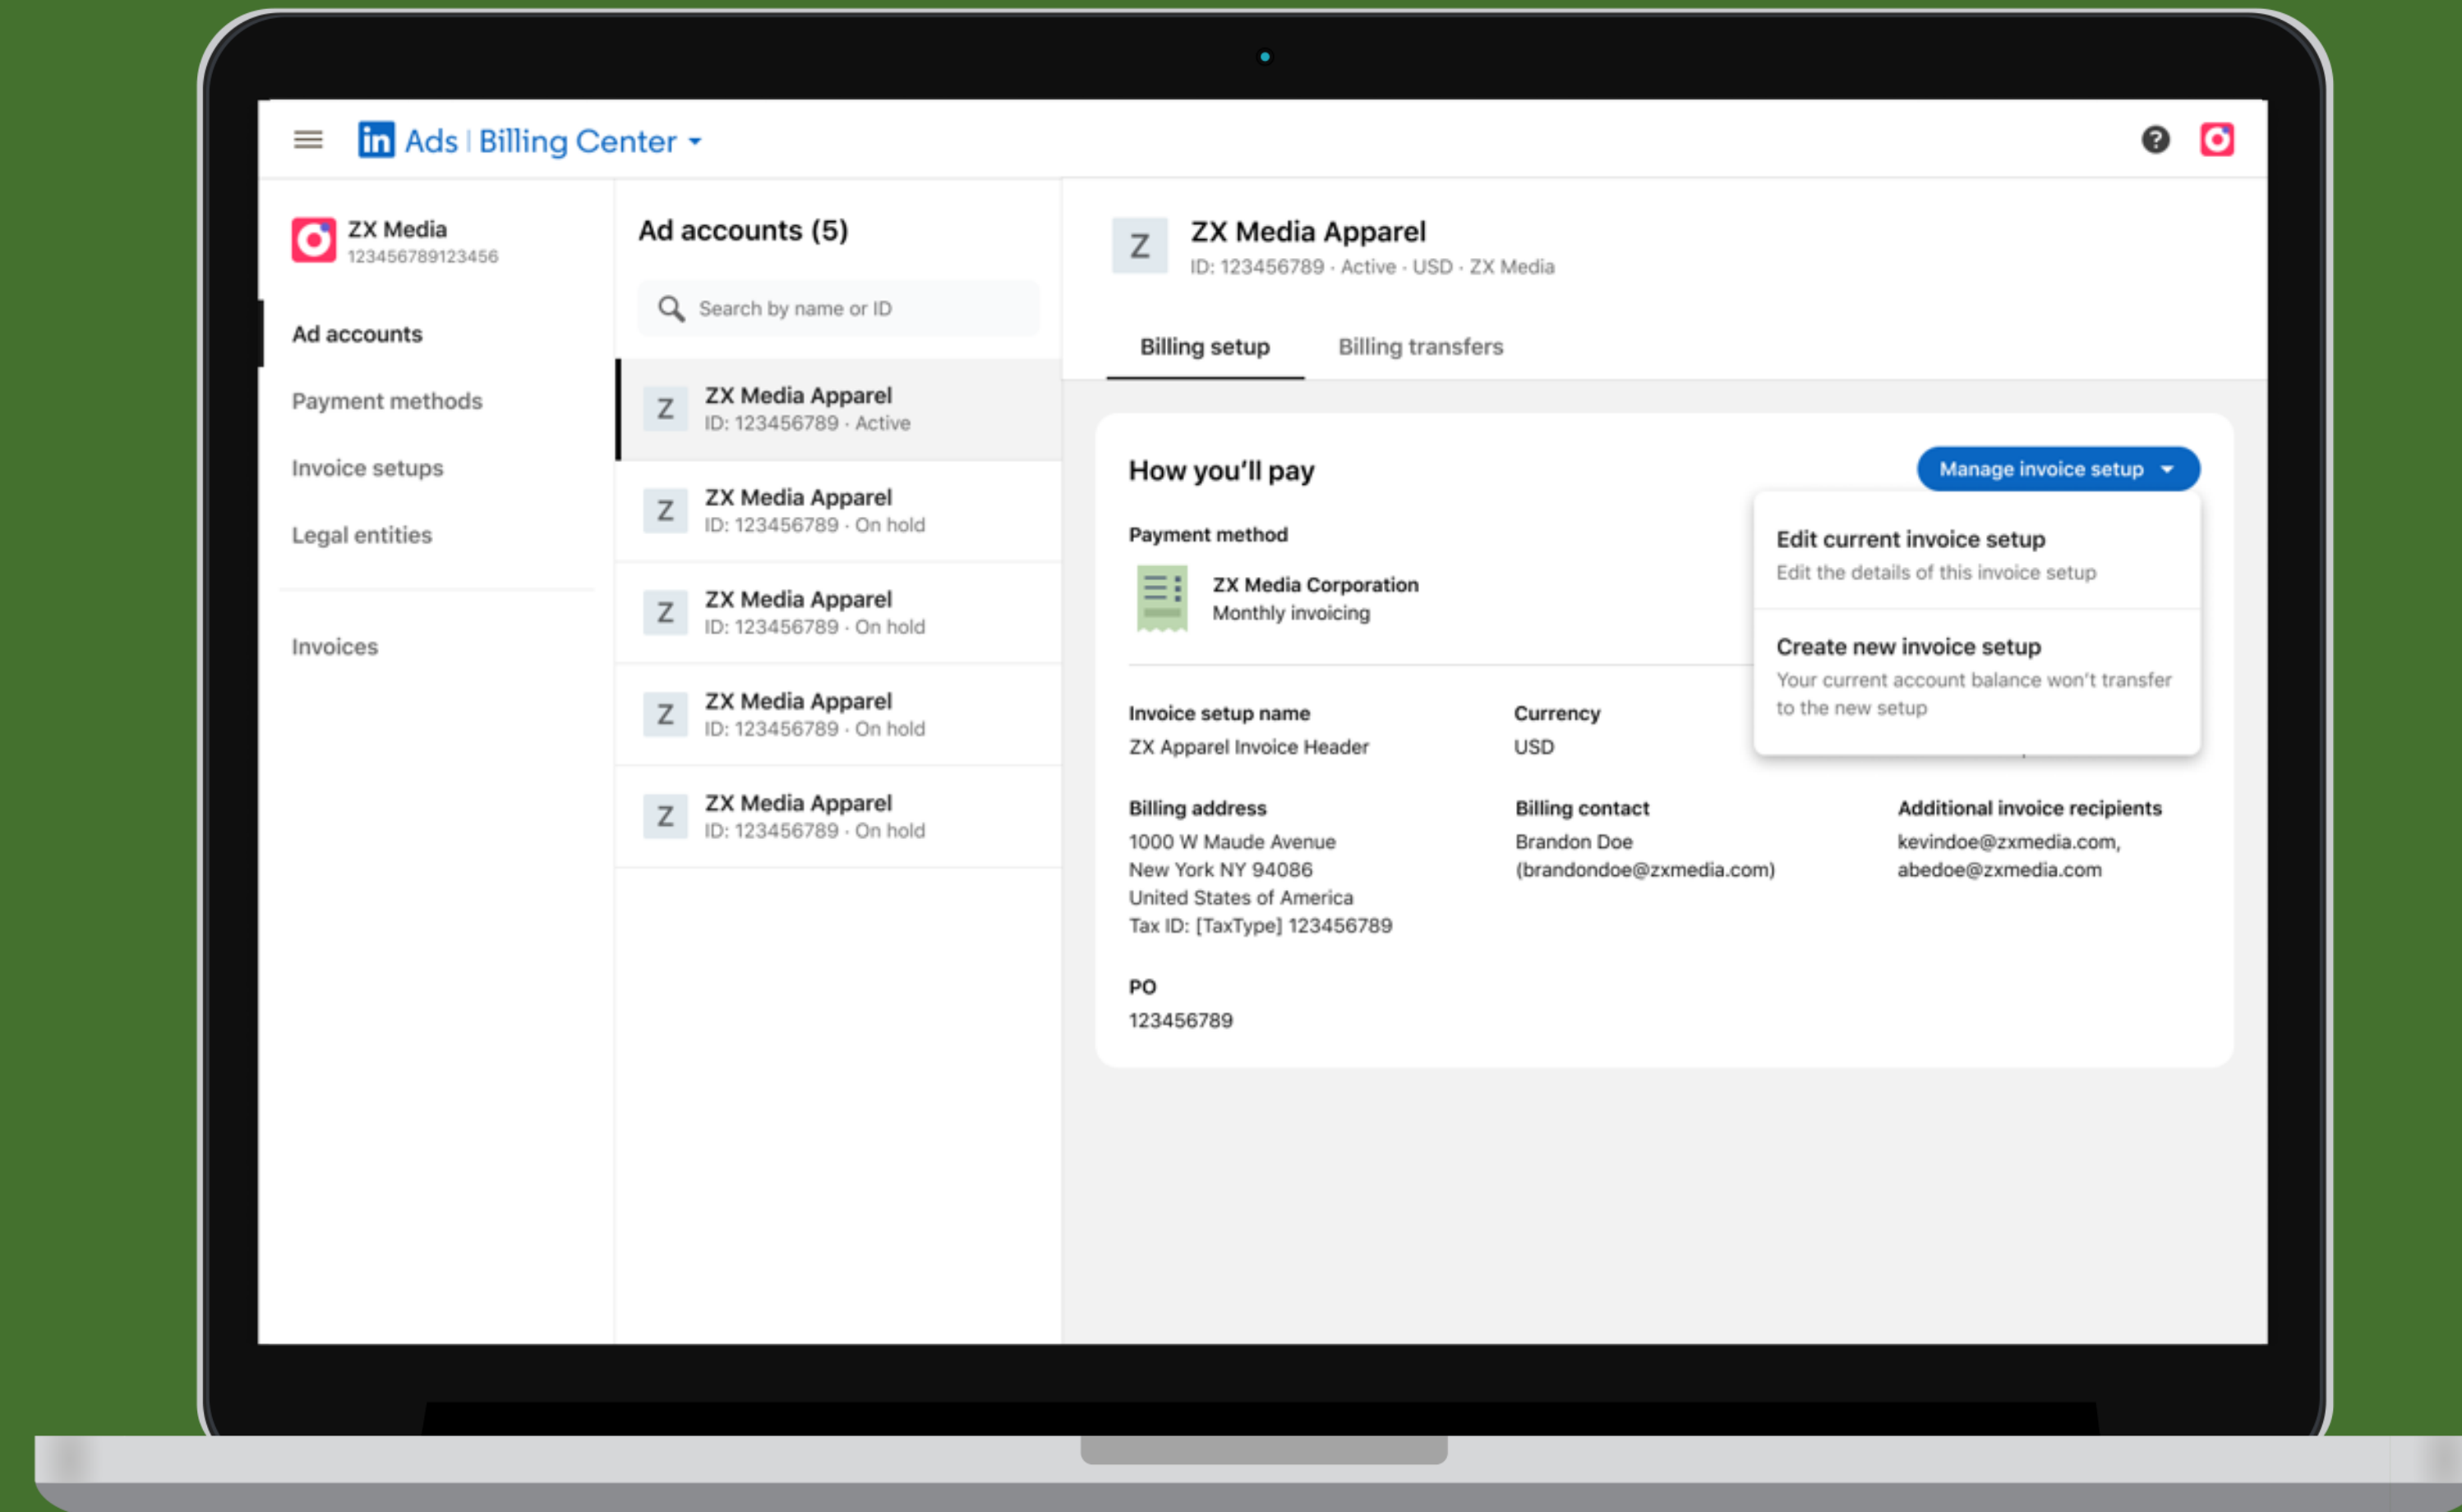 in Ads | Billing Center
ZX Media
123456789123456
Ad accounts
Payment methods
Invoice setups
Legal entities
Invoices
Ad accounts (5)
Search by name or ID
Z
ZX Media Apparel
ID: 123456789 · Active
Z
ZX Media Apparel
ID: 123456789 · On hold
Z
ZX Media Apparel
ID: 123456789 · On hold
Z
ZX Media Apparel
ID: 123456789 · On hold
Z
ZX Media Apparel
ID: 123456789 · On hold
Z
ZX Media Apparel
ID: 123456789 · Active · USD · ZX Media
Billing setup
Billing transfers
How you’ll pay
Manage invoice setup
Edit current invoice setup
Edit the details of this invoice setup
Create new invoice setup
Your current account balance won’t transfer
to the new setup
Payment method
ZX Media Corporation
Monthly invoicing
Invoice setup name
ZX Apparel Invoice Header
Currency
USD
Billing address
1000 W Maude Avenue
New York NY 94086
United States of America
Tax ID: [TaxType] 123456789
Billing contact
Brandon Doe
(brandondoe@zxmedia.com)
Additional invoice recipients
kevindoe@zxmedia.com,
abedoe@zxmedia.com
PO
123456789